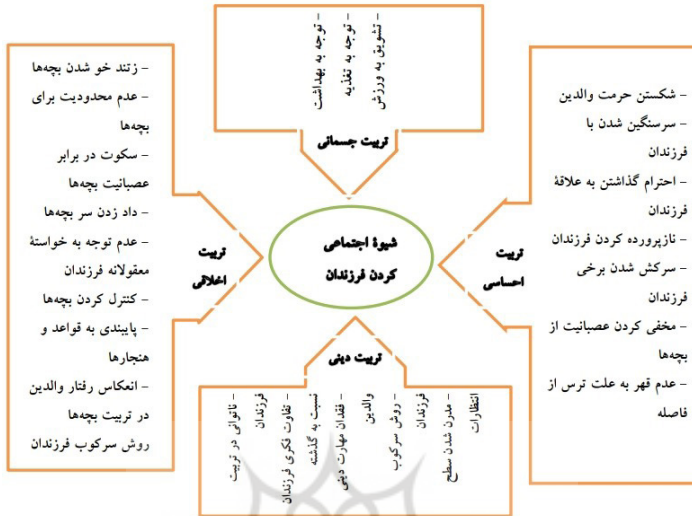 - تشویق به ورزش
- توجه به تغذیه
- توجه به بهداشت
تربیت جسمانی
- شکستن حرمت والدین
- سرسنگین شدن با
فرزندان
- احترام گذاشتن به علاقۀ
فرزندان
- نازپرورده کردن فرزندان
- سرکش شدن برخی
فرزندان
- مخفی کردن عصبانیت از
بچه‌ها
- عدم قهر به علت ترس از
فاصله
تربیت
احساسی
شیوۀ اجتماعی
کردن فرزندان
تربیت
اخلاقی
- زتند خو شدن بچه‌ها
- عدم محدودیت برای
بچه‌ها
- سکوت در برابر
عصبانیت بچه‌ها
- داد زدن سر بچه‌ها
- عدم توجه به خواستۀ
معقولانه فرزندان
- کنترل کردن بچه‌ها
- پایبندی به قواعد و
هنجارها
- انعکاس رفتار والدین
در تربیت بچه‌ها
روش سرکوب فرزندان
تربیت دینی
- ناتوانی در تربیت
فرزندان
- تفاوت فکری فرزندان
نسبت به گذشته
- فقدان مهارت دینی
والدین
- روش سرکوب
فرزندان
- مدرن شدن سطح
انتظارات